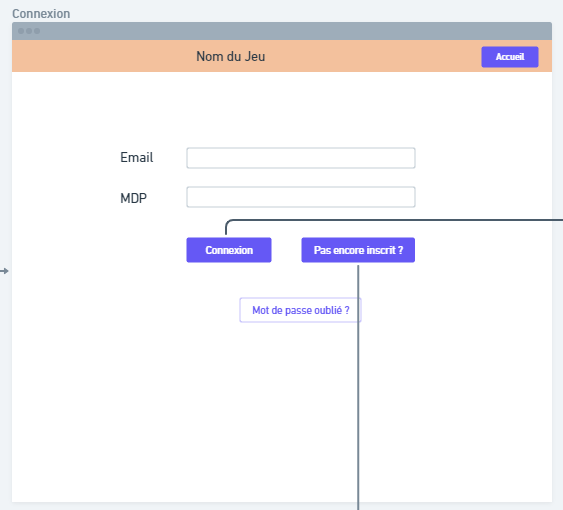 Connexion
Nom du Jeu
Accueil
Email
MDP
Connexion
Pas encore inscrit ?
Mot de passe oublié ?